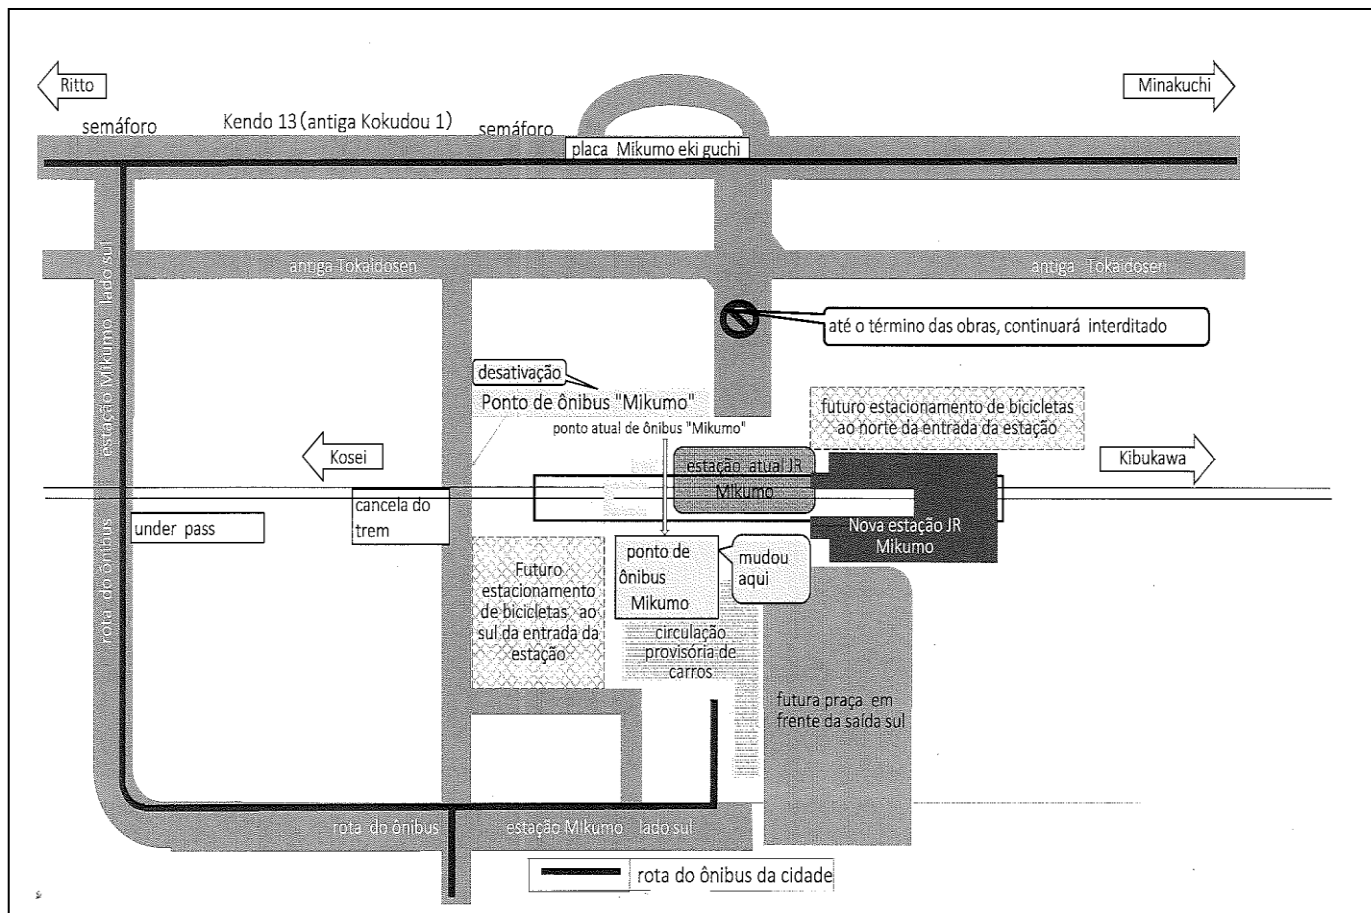 Ritto
Minakuchi
semáforo
Kendo 13 (antiga Kokudou 1)
semáforo
placa Mikumo eki guchi
antiga Tokaidosen
antiga Tokaidosen
estação Mikumo lado sul
rota do ônibus
até o término das obras, continuará interditado
desativação
Ponto de ônibus "Mikumo"
ponto atual de ônibus "Mikumo"
futuro estacionamento de bicicletas
ao norte da entrada da estação
Kosei
estação atual JR
Mikumo
Kibukawa
cancela do
trem
under pass
Nova estação JR
Mikumo
Futuro
estacionamento
de bicicletas ao
sul da entrada da
estação
ponto de
ônibus
Mikumo
mudou
aqui
circulação
provisória de
carros
futura praça em
frente da saída sul
rota do ônibus
estação Mikumo lado sul
rota do ônibus da cidade